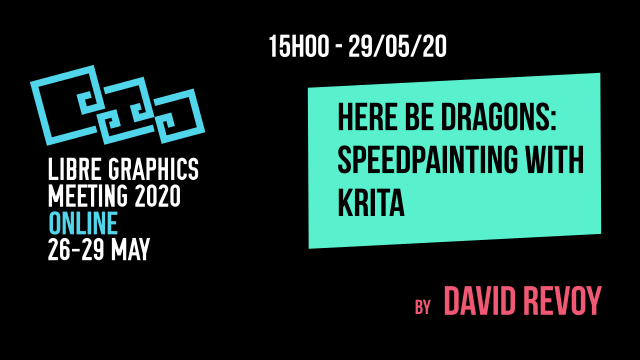 15H00 - 29/05/20
LIBRE GRAPHICS
MEETING 2020
ONLINE
26-29 MAY
HERE BE DRAGONS:
SPEEDPAINTING WITH
KRITA
BY DAVID REVOY